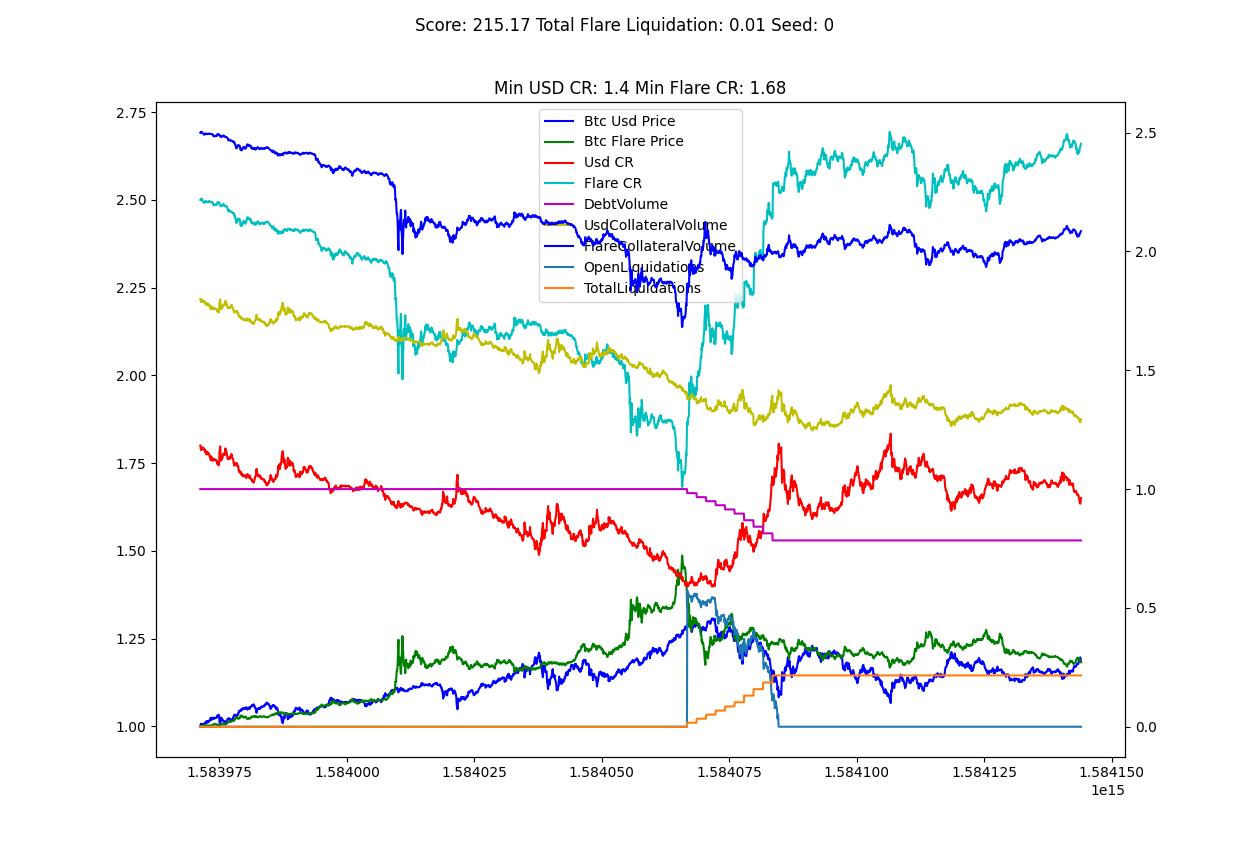 Score: 215.17 Total Flare Liquidation: 0.01 Seed: 0
Min USD CR: 1.4 Min Flare CR: 1.68
Btc Usd Price
Btc Flare Price
Usd CR
Flare CR
DebtVolume
UsdCollateralVolume
FlareCollateralVolume
OpenLiquidations
TotalLiquidations
2.75
2.50
2.25
2.00
1.75
1.50
1.25
1.00
2.5
2.0
1.5
1.0
0.5
0.0
1.583975 1.584000 1.584025 1.584050 1.584075 1.584100 1.584125 1.584150
1e15